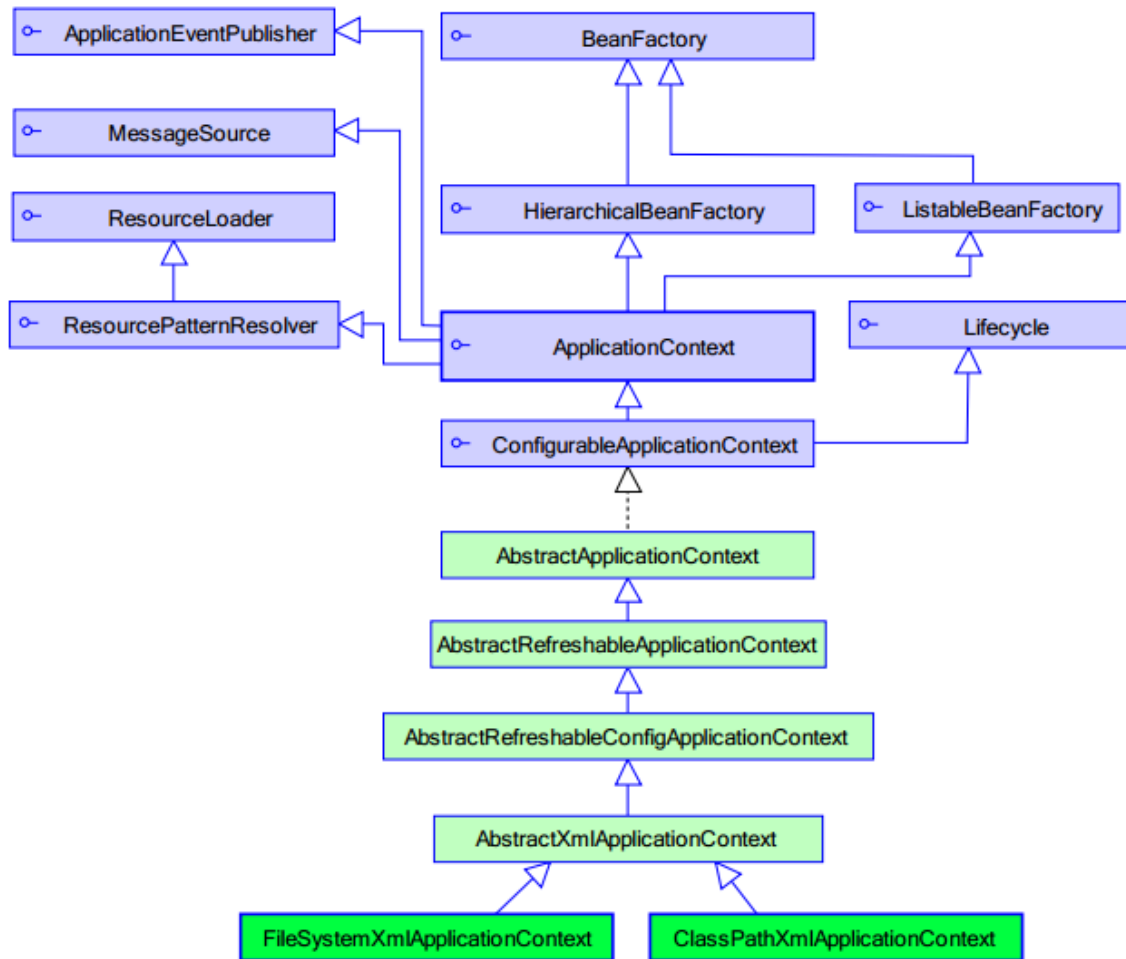 ApplicationEventPublisher
BeanFactory
MessageSource
ResourceLoader
HierarchicalBeanFactory
ListableBeanFactory
ResourcePatternResolver
ApplicationContext
Lifecycle
ConfigurableApplicationContext
AbstractApplicationContext
AbstractRefreshableApplicationContext
AbstractRefreshableConfigApplicationContext
AbstractXmlApplicationContext
FileSystemXmlApplicationContext
ClassPathXmlApplicationContext